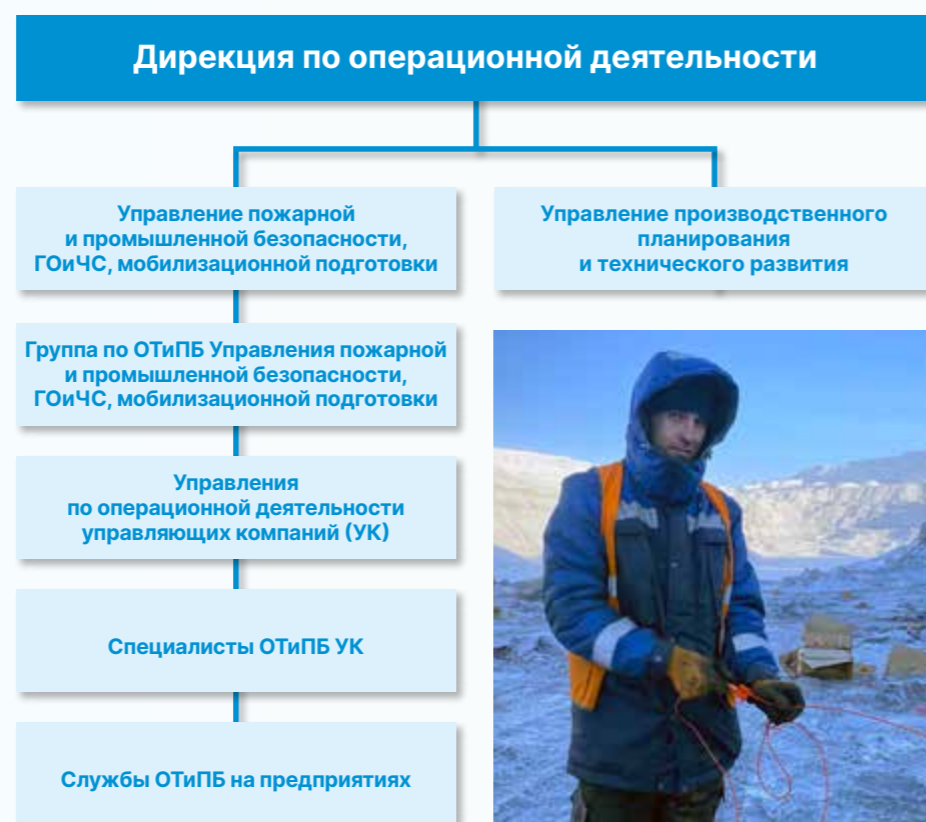 Дирекция по операционной деятельности
Управление пожарной
и промышленной безопасности,
ГОиЧС, мобилизационной подготовки
Управление производственного
планирования
и технического развития
Группа по ОТиПБ Управления пожарной
и промышленной безопасности,
ГОиЧС, мобилизационной подготовки
Управления
по операционной деятельности
управляющих компаний (УК)
Специалисты ОТиПБ УК
Службы ОТиПБ на предприятиях